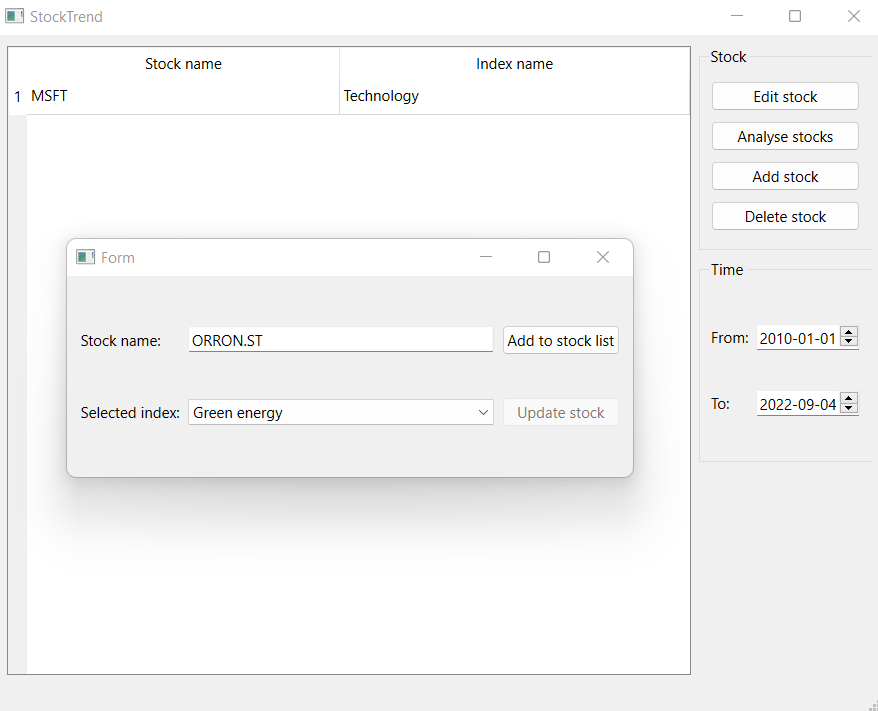 StockTrend
Stock name Index name
1 MSFT Technology
Stock
Edit stock
Analyse stocks
Add stock
Delete stock
Form
Stock name: ORRON.ST Add to stock list
Selected index: Green energy Update stock
Time
From: 2010-01-01
To: 2022-09-04